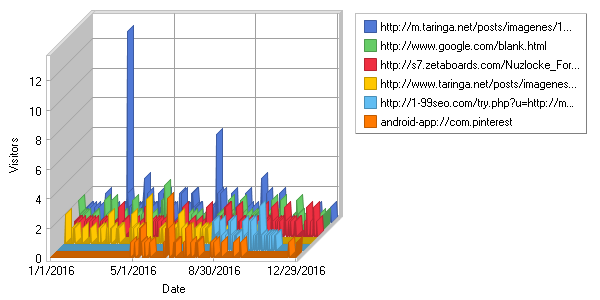 http://m.taringa.net/posts/imagenes/1...
http://www.google.com/blank.html
http://s7.zetaboards.com/Nuzlocke_For...
http://www.taringa.net/posts/imagenes...
http://1-99seo.com/try.php?u=http://m...
android-app://com.pinterest
Visitors
12
10
8
6
4
2
0
1/1/2016
5/1/2016
8/30/2016
12/29/2016
Date